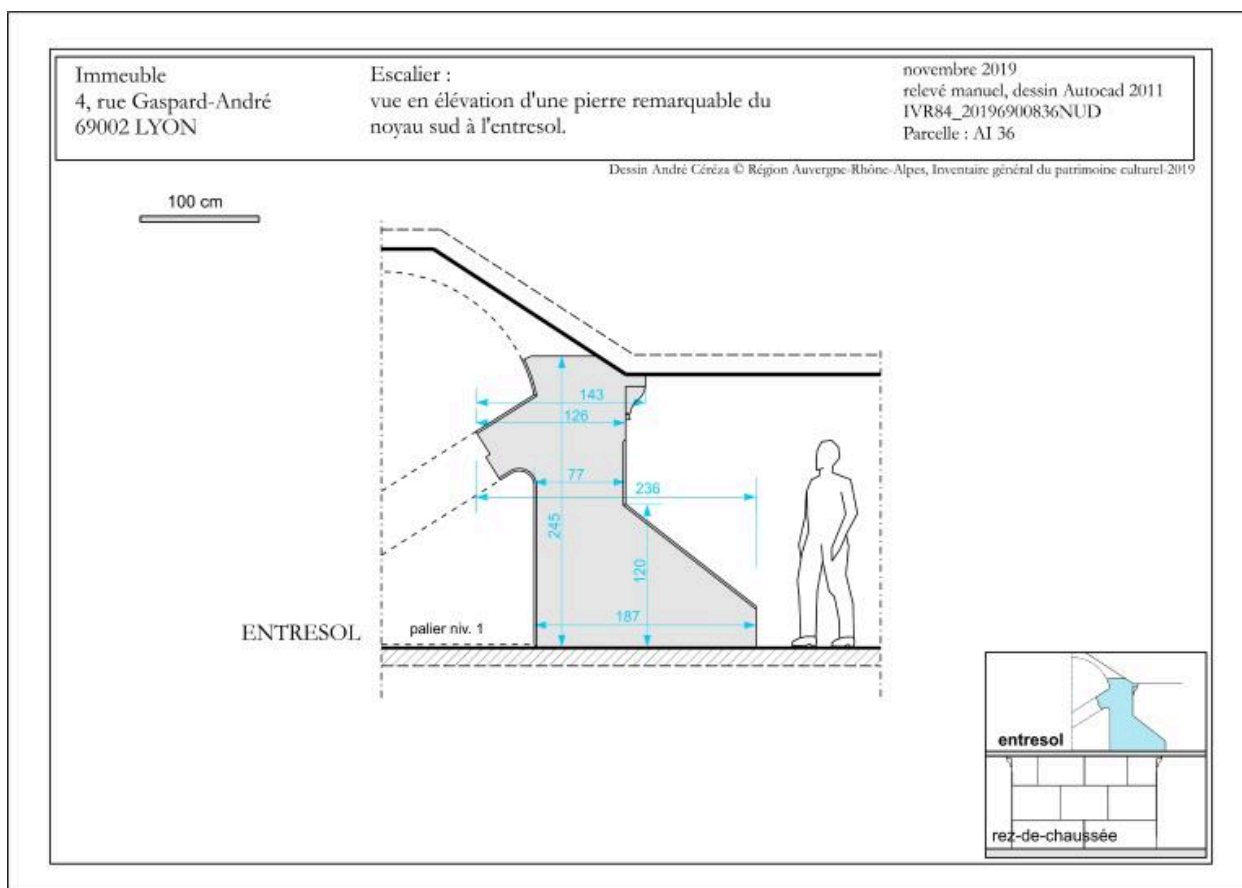 Immeuble
4, rue Gaspard-André
69002 LYON
Escalier :
vue en élévation d'une pierre remarquable du
noyau sud à l'entresol.
novembre 2019
relevé manuel, dessin Autocad 2011
IVR84_20196900836NUD
Parcelle : AI 36
Dessin André Céréza © Région Auvergne-Rhône-Alpes, Inventaire général du patrimoine culturel-2019
100 cm
143
126
77
236
245
120
187
ENTRESOL
palier niv. 1
entresol
rez-de-chaussée